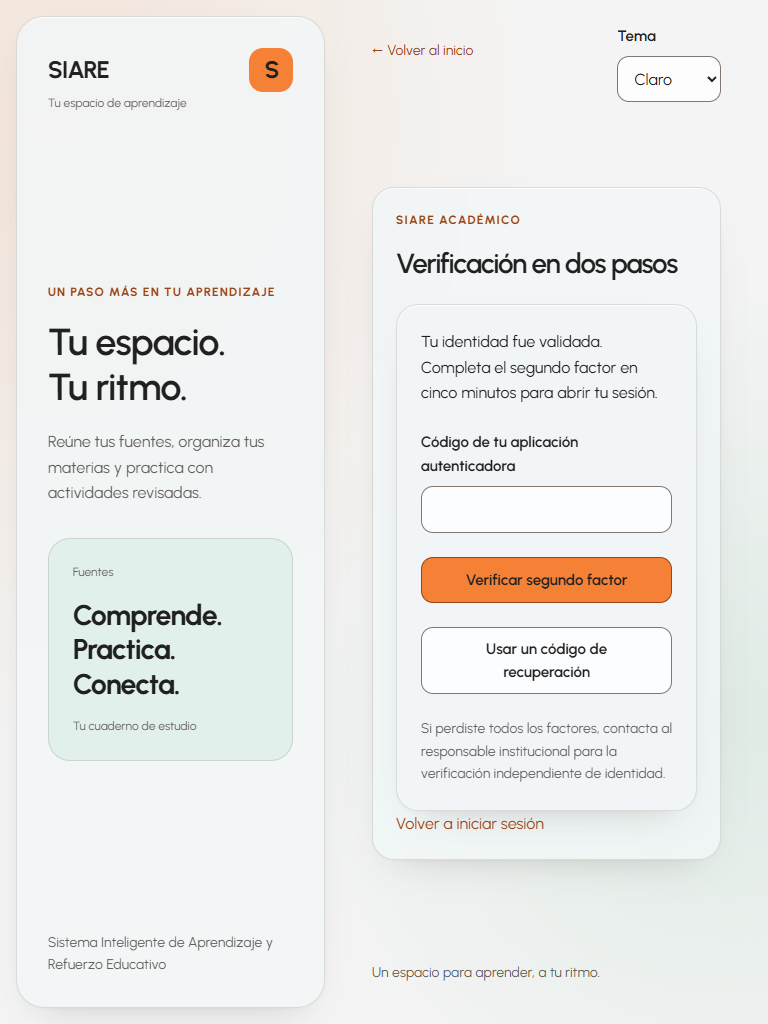 SIARE
S
Tu espacio de aprendizaje
UN PASO MÁS EN TU APRENDIZAJE
Tu espacio.
Tu ritmo.
Reúne tus fuentes, organiza tus
materias y practica con
actividades revisadas.
Fuentes
Comprende.
Practica.
Conecta.
Tu cuaderno de estudio
Sistema Inteligente de Aprendizaje y
Refuerzo Educativo
← Volver al inicio
Tema
Claro
SIARE ACADÉMICO
Verificación en dos pasos
Tu identidad fue validada.
Completa el segundo factor en
cinco minutos para abrir tu sesión.
Código de tu aplicación
autenticadora
Verificar segundo factor
Usar un código de
recuperación
Si perdiste todos los factores, contacta al
responsable institucional para la
verificación independiente de identidad.
Volver a iniciar sesión
Un espacio para aprender, a tu ritmo.